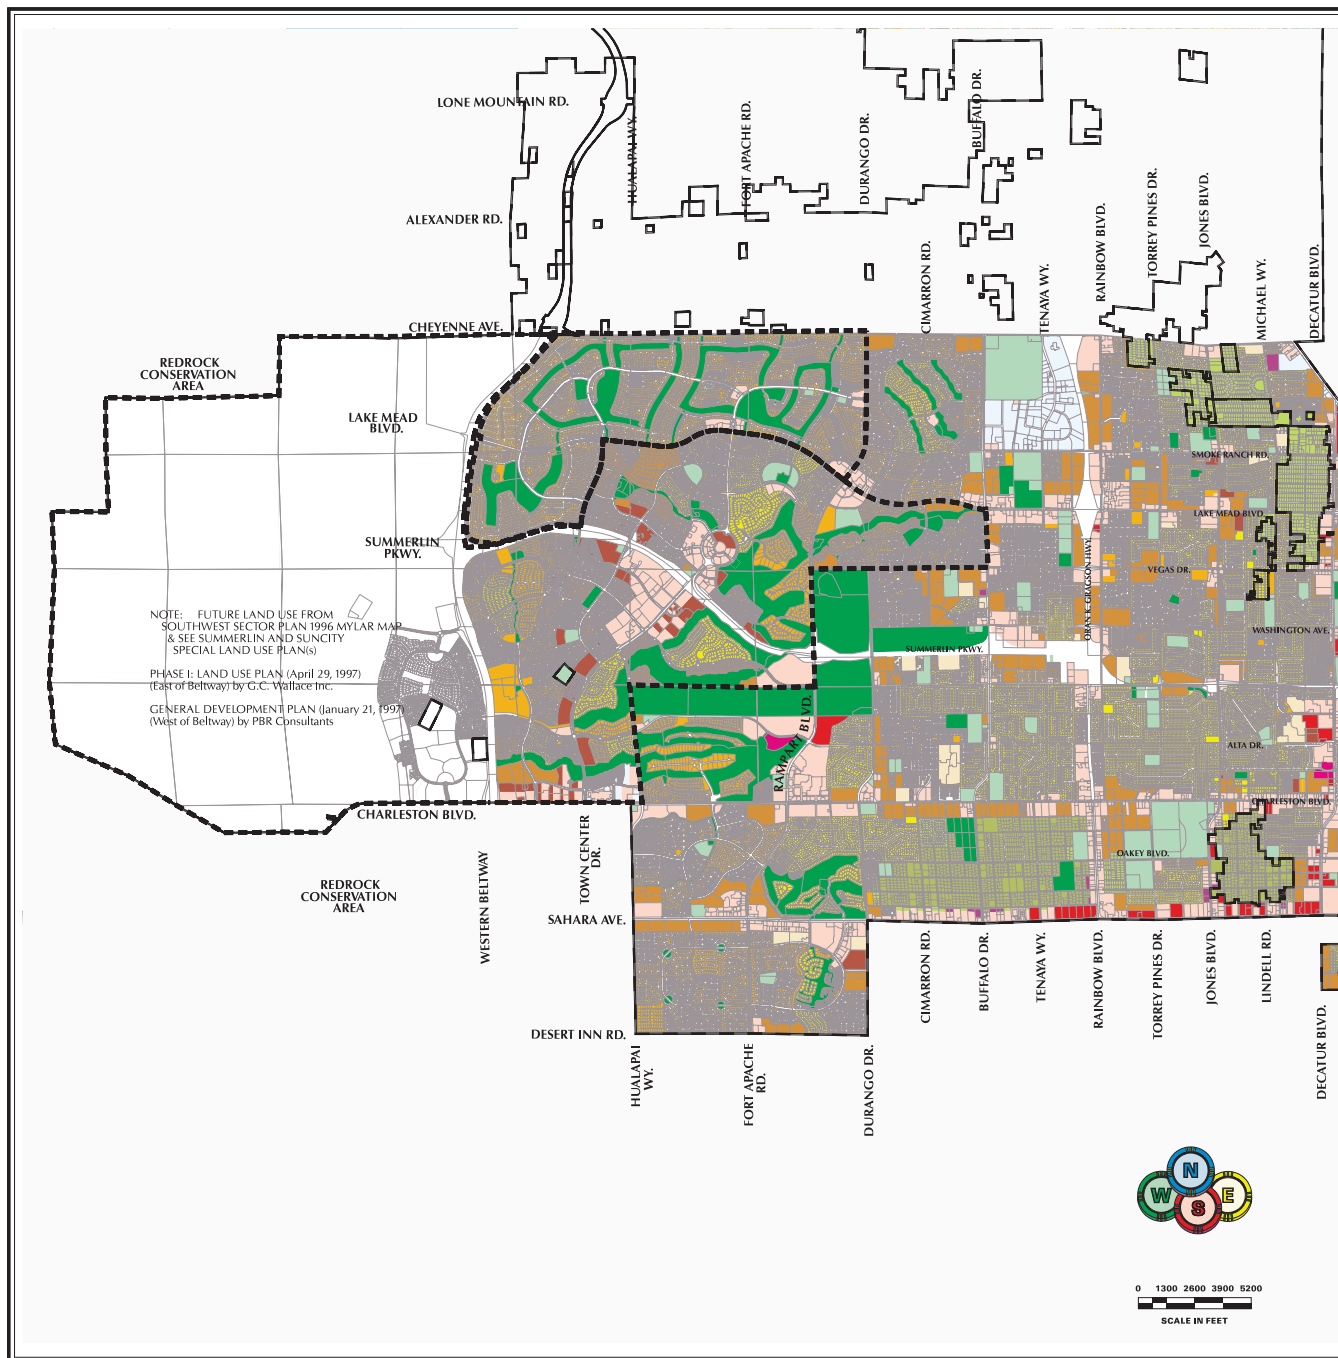 LONE MOUNTAIN RD.
HUALAPAI WY.
FORT APACHE RD.
DURANGO DR.
BUFFALO DR.
ALEXANDER RD.
CIMARRON RD.
TENAYA WY.
RAINBOW BLVD.
TORREY PINES DR.
JONES BLVD.
MICHAEL WY.
DECATUR BLVD.
CHEYENNE AVE.
REDROCK
CONSERVATION
AREA
LAKE MEAD
BLVD.
SMOKE RANCH RD.
LAKE MEAD BLVD.
SUMMERLIN
PKWY.
VEGAS DR.
ORAN K. GRAGSON HWY.
NOTE: FUTURE LAND USE FROM
SOUTHWEST SECTOR PLAN 1996 MYLAR MAP
& SEE SUMMERLIN AND SUNCITY
SPECIAL LAND USE PLAN(s)
WASHINGTON AVE.
SUMMERLIN PKWY.
PHASE I: LAND USE PLAN (April 29, 1997)
(East of Beltway) by G.C. Wallace Inc.
GENERAL DEVELOPMENT PLAN (January 21, 1997)
(West of Beltway) by PBR Consultants
RAMPART BLVD.
ALTA DR.
CHARLESTON BLVD.
CHARLESTON BLVD.
TOWN CENTER
DR.
OAKEY BLVD.
WESTERN BELTWAY
REDROCK
CONSERVATION
AREA
SAHARA AVE.
CIMARRON RD.
BUFFALO DR.
TENAYA WY.
RAINBOW BLVD.
TORREY PINES DR.
JONES BLVD.
LINDELL RD.
DECATUR BLVD.
DESERT INN RD.
HUALAPAI
WY.
FORT APACHE
RD.
DURANGO DR.
N
W E
S
0 1300 2600 3900 5200
SCALE IN FEET